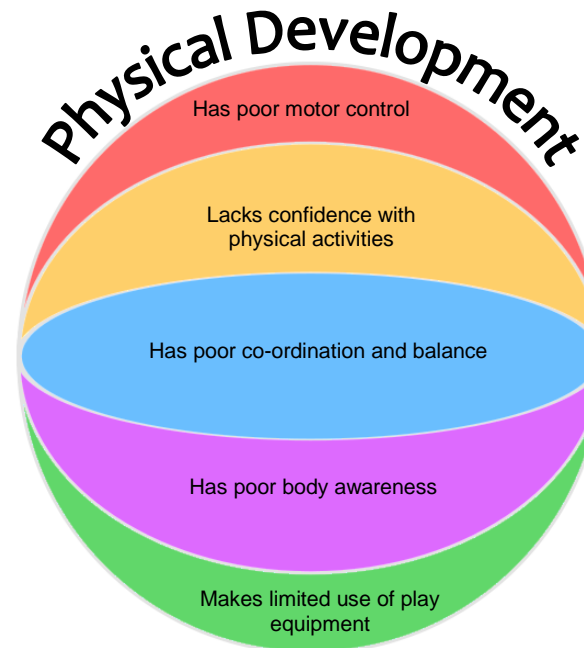 Physical Development
Has poor motor control
Lacks confidence with
physical activities
Has poor co-ordination and balance
Has poor body awareness
Makes limited use of play
equipment